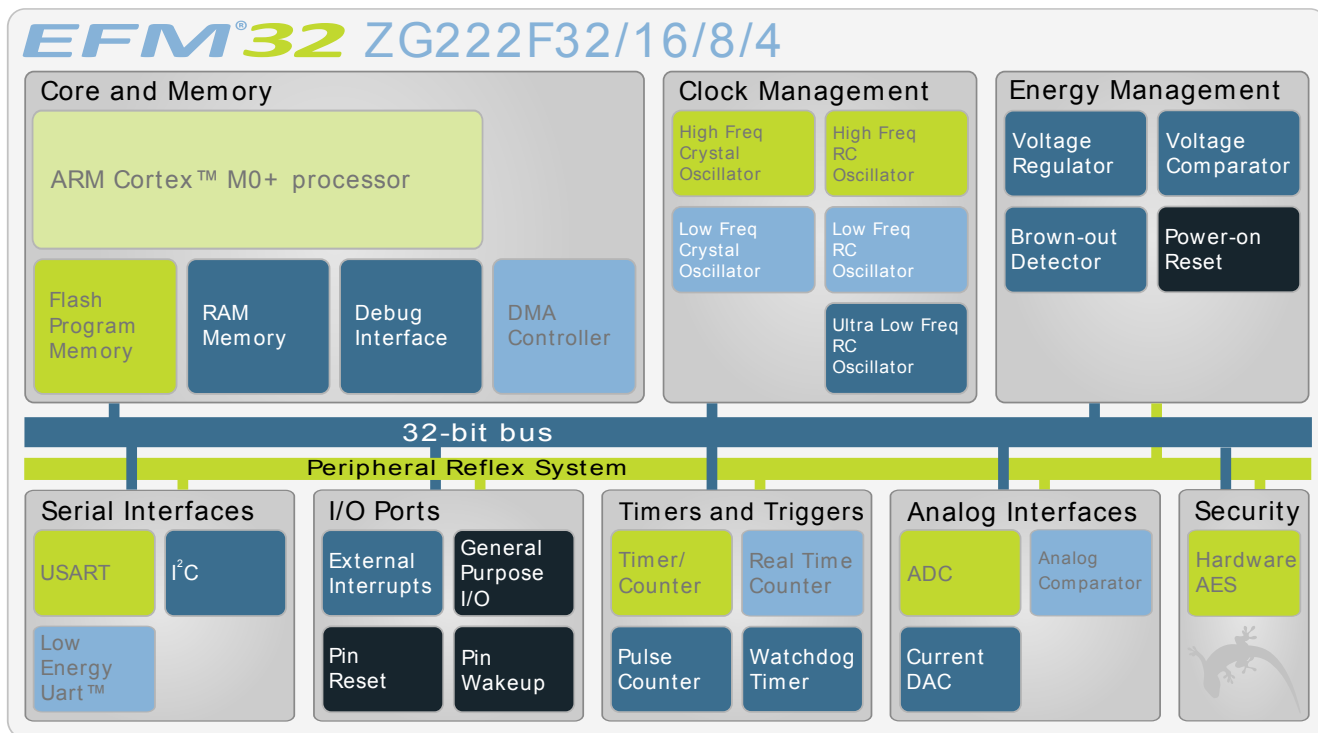 EFM®32 ZG222F32/16/8/4
Core and Memory
ARM Cortex™ M0+ processor
Flash
Program
Memory
RAM
Memory
Debug
Interface
DMA
Controller
Clock Management
High Freq
Crystal
Oscillator
High Freq
RC
Oscillator
Low Freq
Crystal
Oscillator
Low Freq
RC
Oscillator
Ultra Low Freq
RC
Oscillator
Energy Management
Voltage
Regulator
Voltage
Comparator
Brown-out
Detector
Power-on
Reset
32-bit bus
Peripheral Reflex System
Serial Interfaces
USART
I²C
Low
Energy
Uart™
I/O Ports
External
Interrupts
General
Purpose
I/O
Pin
Reset
Pin
Wakeup
Timers and Triggers
Timer/
Counter
Real Time
Counter
Pulse
Counter
Watchdog
Timer
Analog Interfaces
ADC
Analog
Comparator
Current
DAC
Security
Hardware
AES